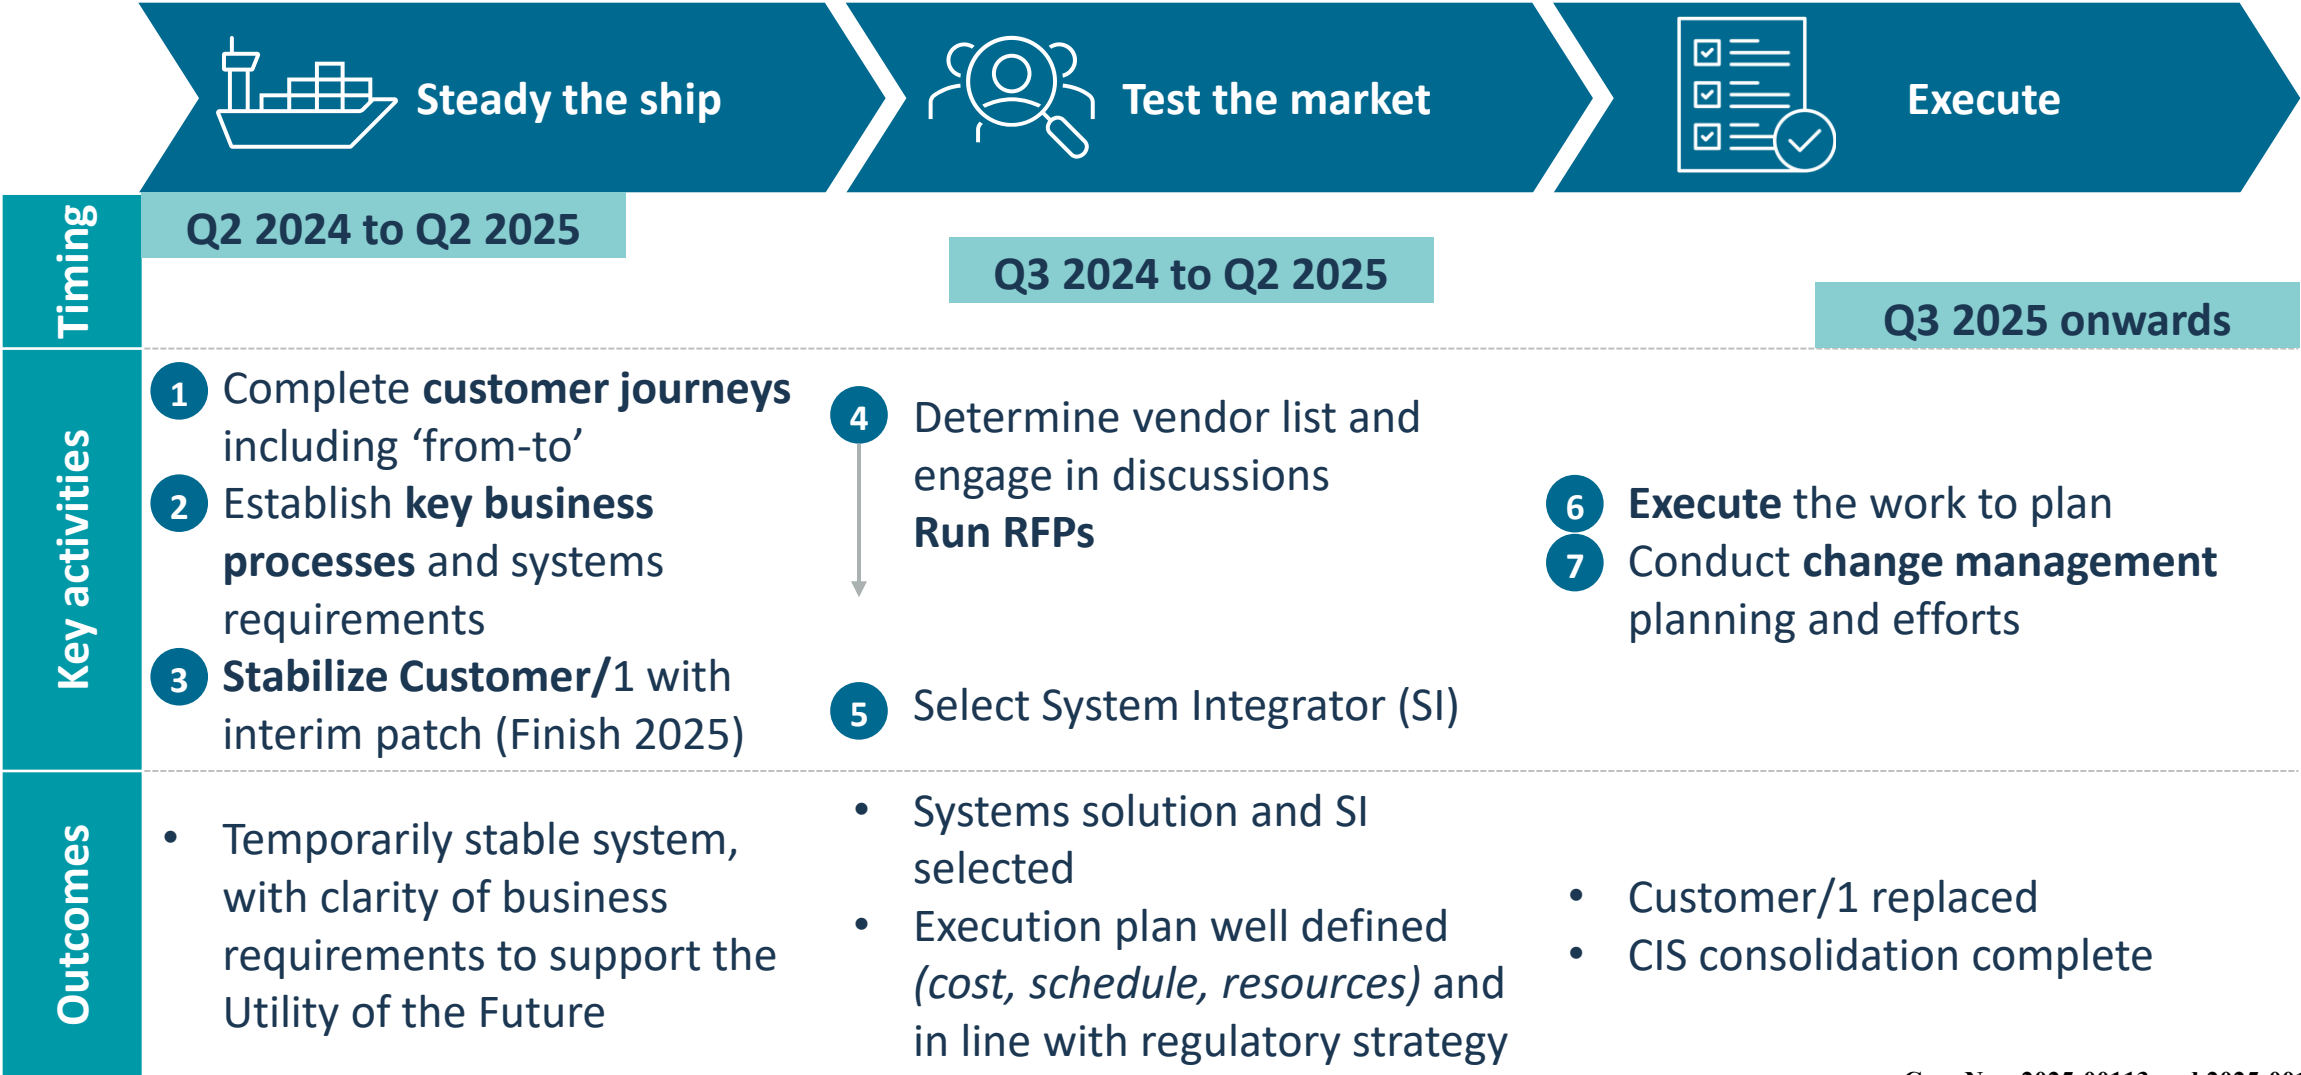 Steady the ship
Test the market
Execute
Timing
Q2 2024 to Q2 2025
Q3 2024 to Q2 2025
Q3 2025 onwards
Key activities
1 Complete customer journeys
including ‘from-to’
2 Establish key business
processes and systems
requirements
3 Stabilize Customer/1 with
interim patch (Finish 2025)
4 Determine vendor list and
engage in discussions
Run RFPs
5 Select System Integrator (SI)
6 Execute the work to plan
7 Conduct change management
planning and efforts
Outcomes
• Temporarily stable system,
with clarity of business
requirements to support the
Utility of the Future
• Systems solution and SI
selected
• Execution plan well defined
(cost, schedule, resources) and
in line with regulatory strategy
• Customer/1 replaced
• CIS consolidation complete